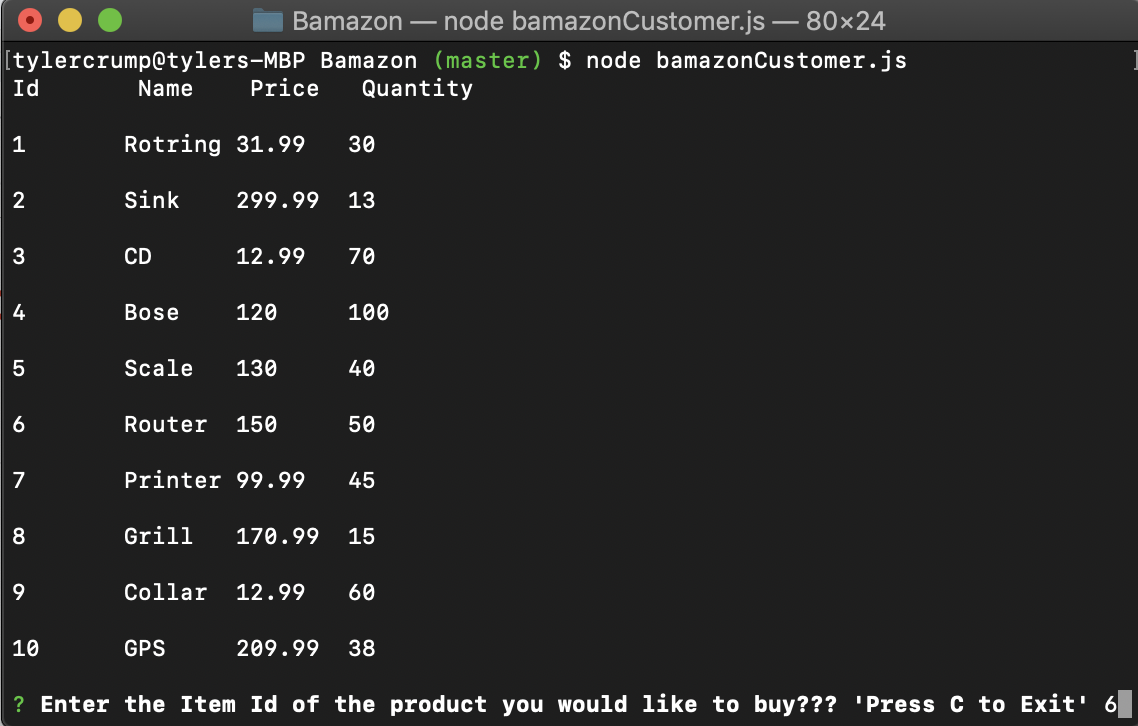 Bamazon — node bamazonCustomer.js — 80×24
[tylercrump@tylers-MBP Bamazon (master) $ node bamazonCustomer.js ]
Id Name Price Quantity
1 Rotring 31.99 30
2 Sink 299.99 13
3 CD 12.99 70
4 Bose 120 100
5 Scale 130 40
6 Router 150 50
7 Printer 99.99 45
8 Grill 170.99 15
9 Collar 12.99 60
10 GPS 209.99 38
? Enter the Item Id of the product you would like to buy??? 'Press C to Exit' 6